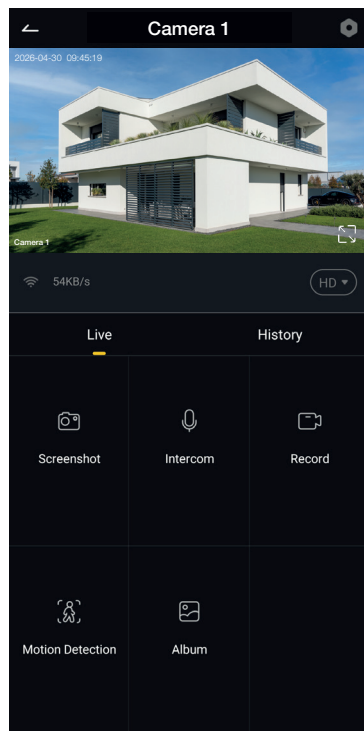 Camera 1
2026-04-30 09:45:19
Camera 1
54KB/s
HD
Live
History
Screenshot
Intercom
Record
Motion Detection
Album